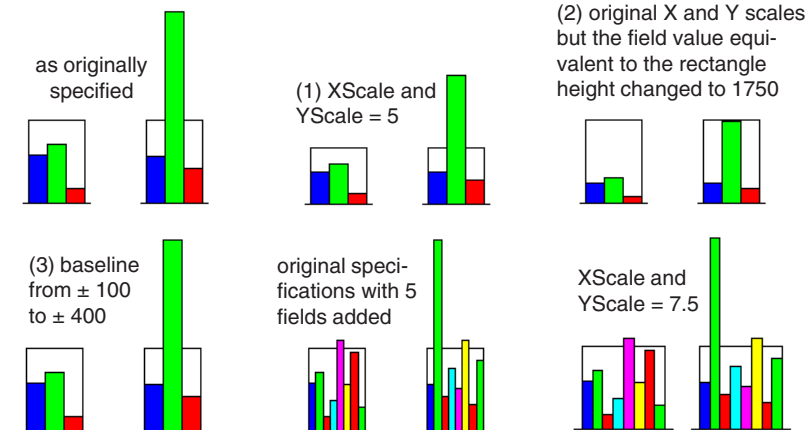 as originally
specified
(1) XScale and
YScale = 5
(2) original X and Y scales
but the field value equi-
valent to the rectangle
height changed to 1750
(3) baseline
from ± 100
to ± 400
original speci-
fications with 5
fields added
XScale and
YScale = 7.5